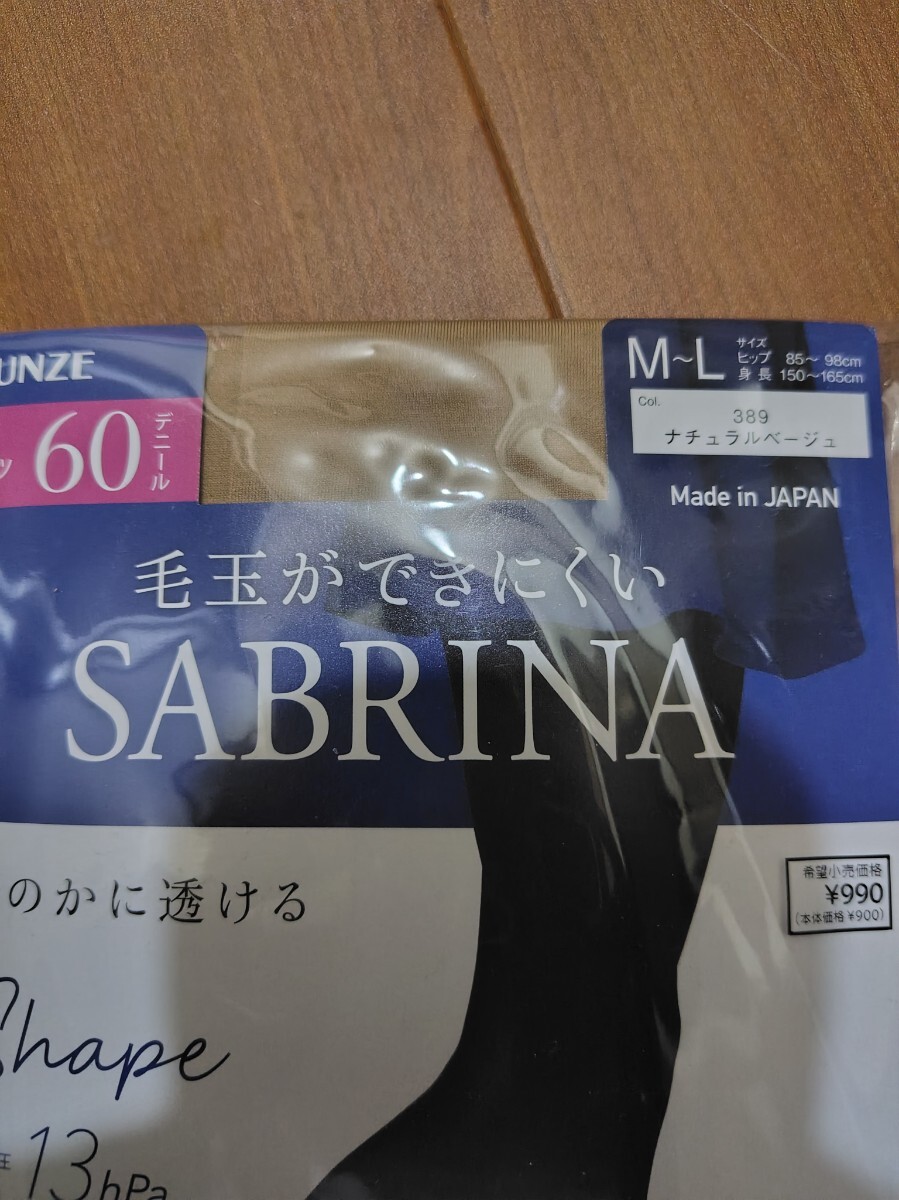 UNZE
ッ 60 デニール
M~L
サイズ
ヒップ 85~ 98cm
身長 150~165cm
Col.
389
ナチュラルベージュ
Made in JAPAN
毛玉ができにくい
SABRINA
のかに透ける
希望小売価格
¥990
(本体価格 ¥900)
Shape
圧 13hPa